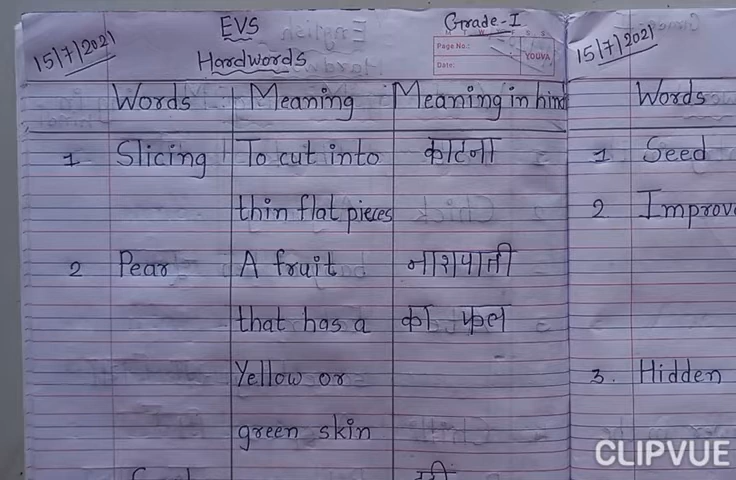 EVS
Grade-I
15/7/2021
Hardwords
Page No.:
Date:
YOUVA
Words Meaning Meaning in hind
1 Slicing To cut into काटना
thin flat pieces
2 Pear A fruit नाशपाती
that has a का फल
Yellow or
green skin
15/7/2021
Words
1 Seed
2 Improv
3. Hidden
CLIPVUE